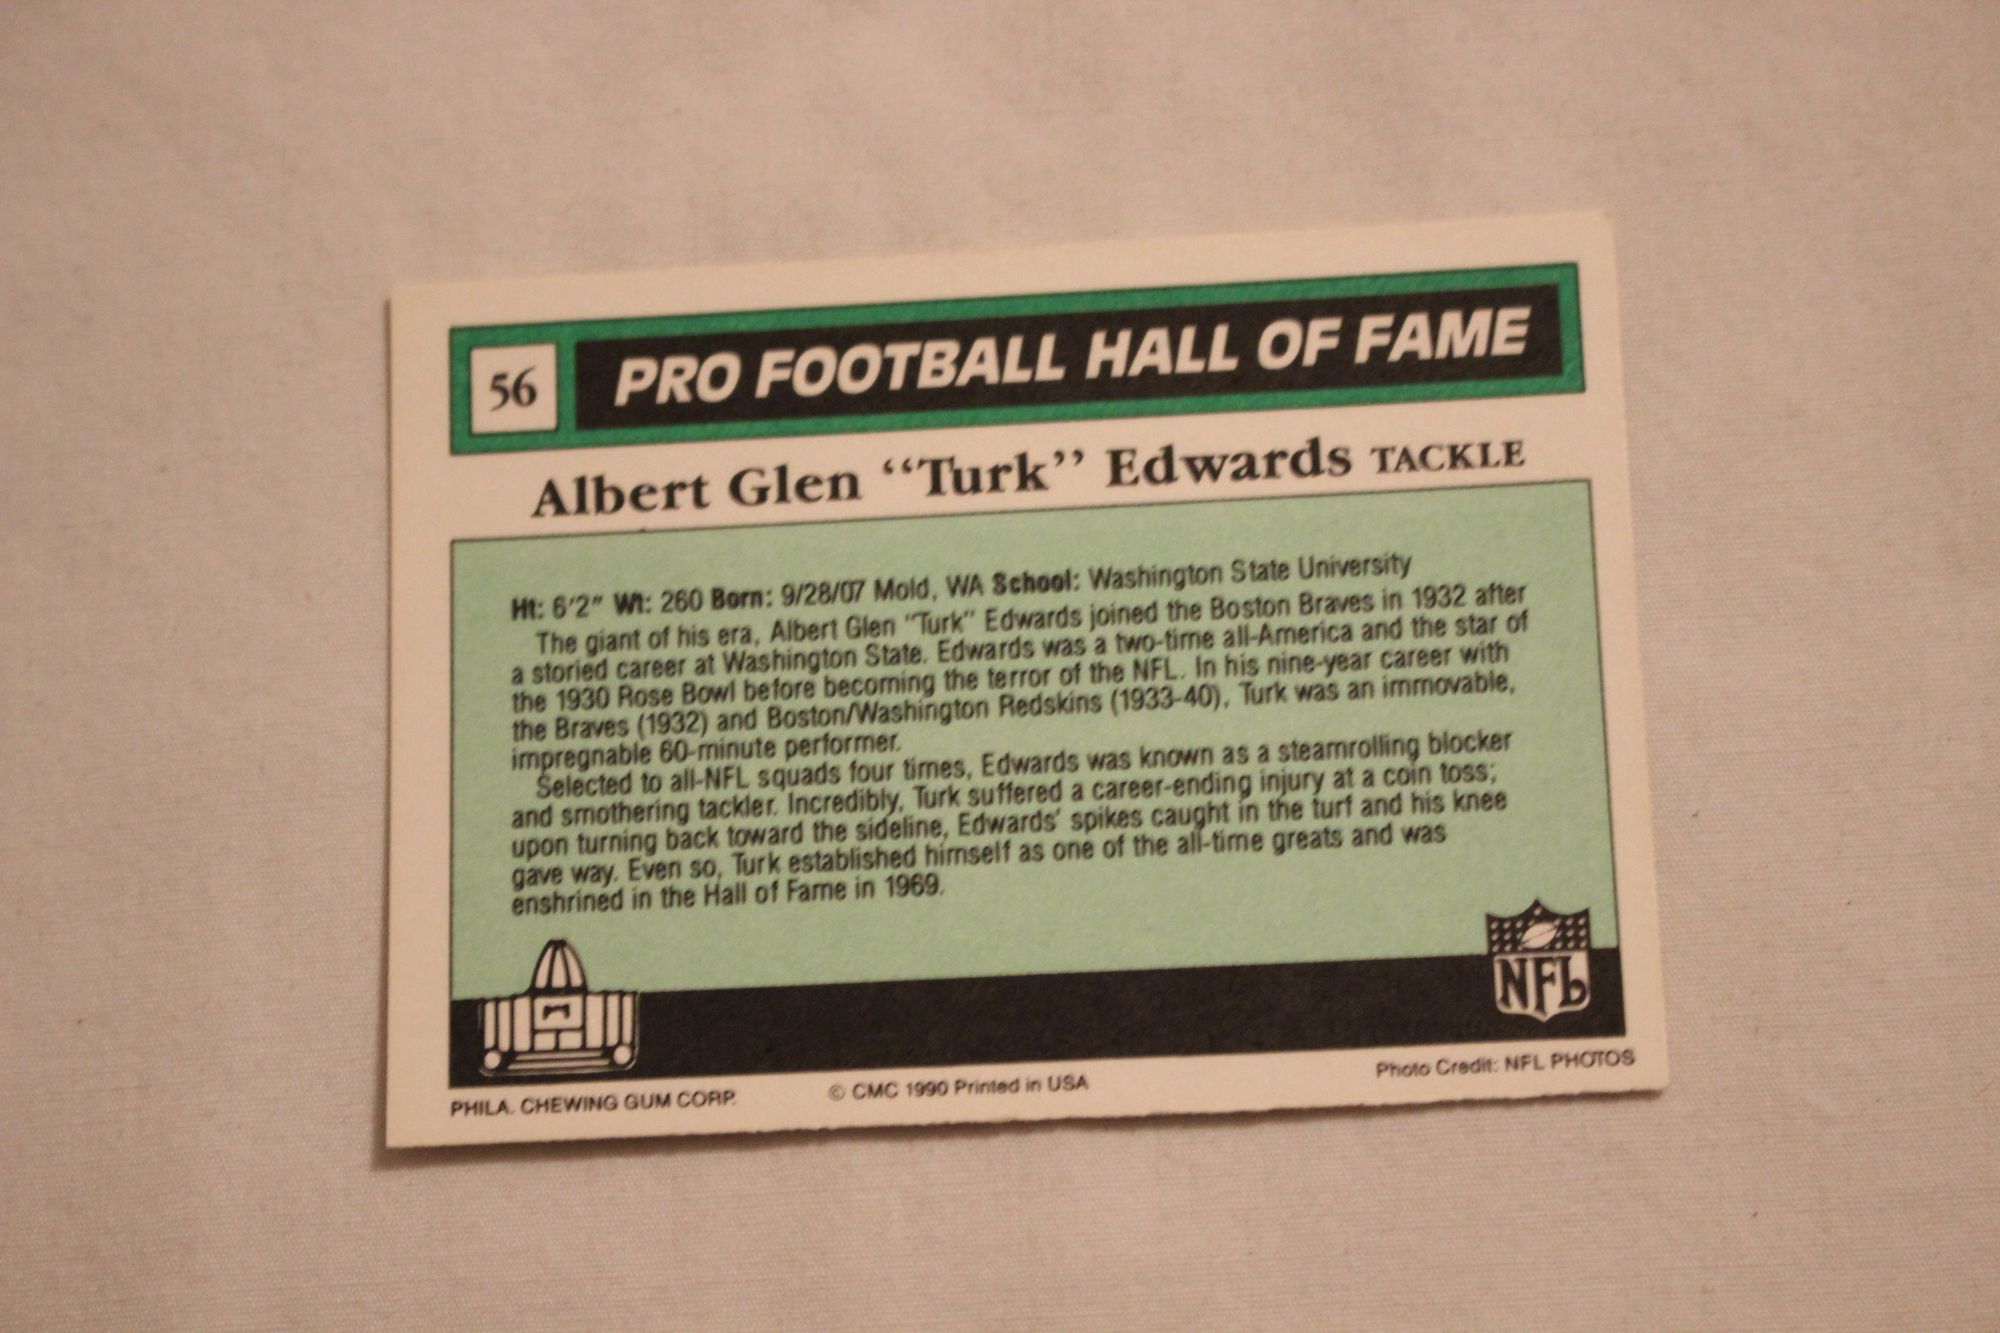 56
PRO FOOTBALL HALL OF FAME
Albert Glen “Turk” Edwards TACKLE
Ht: 6'2" Wt: 260 Born: 9/28/07 Mold, WA School: Washington State University
The giant of his era, Albert Glen "Turk" Edwards joined the Boston Braves in 1932 after
a storied career at Washington State. Edwards was a two-time all-America and the star of
the 1930 Rose Bowl before becoming the terror of the NFL. In his nine-year career with
the Braves (1932) and Boston/Washington Redskins (1933-40), Turk was an immovable,
impregnable 60-minute performer.
Selected to all-NFL squads four times, Edwards was known as a steamrolling blocker
and smothering tackler. Incredibly, Turk suffered a career-ending injury at a coin toss;
upon turning back toward the sideline, Edwards' spikes caught in the turf and his knee
gave way. Even so, Turk established himself as one of the all-time greats and was
enshrined in the Hall of Fame in 1969.
NFL
PHILA. CHEWING GUM CORP.
© CMC 1990 Printed in USA
Photo Credit: NFL PHOTOS